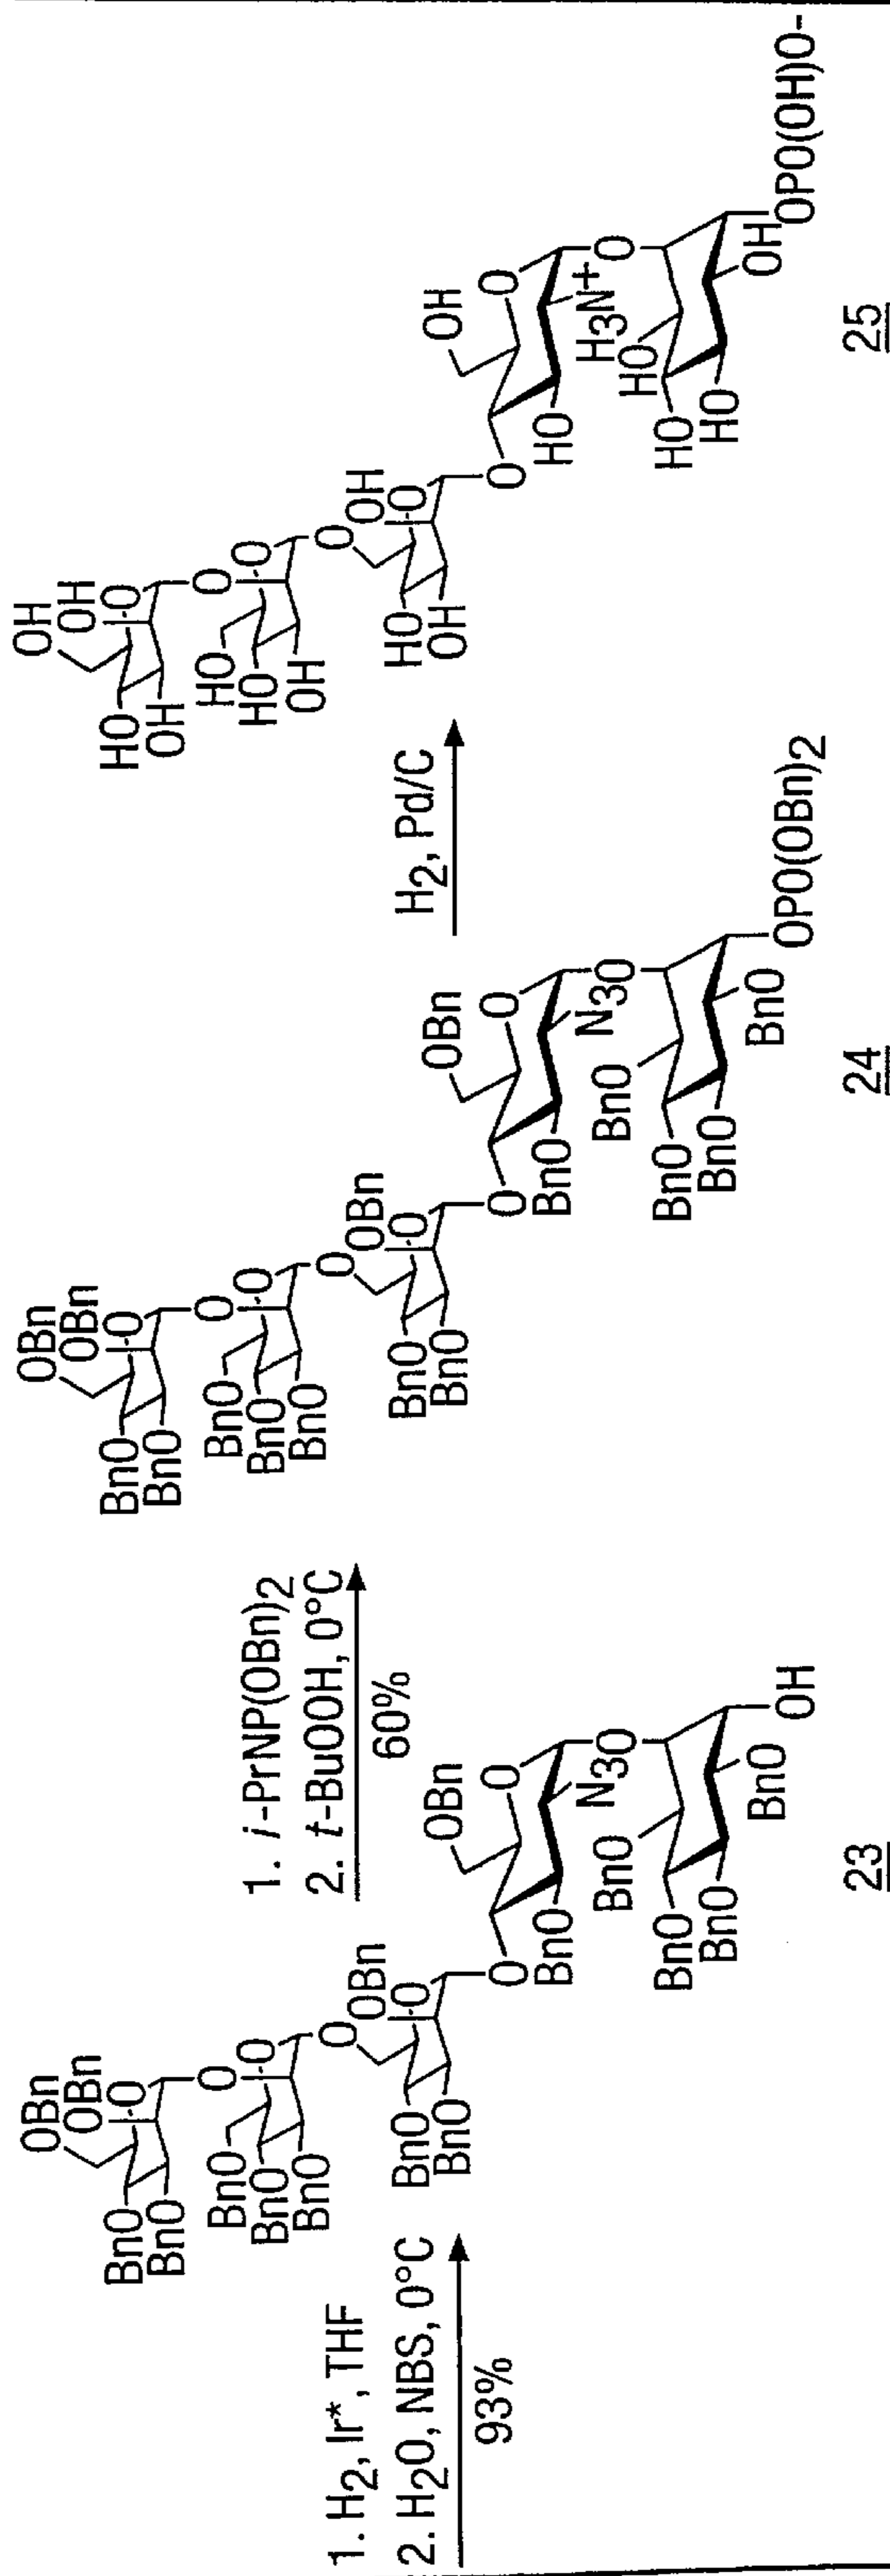 1. H2, Ir*, THF
2. H2O, NBS, 0°C
93%
OBn
OBn
O
BnO
BnO
O
O
BnO
BnO
BnO
O
OBn
O
BnO
BnO
O
OBn
O
BnO
N3O
BnO
BnO
BnO
BnO
OH
23
1. i-PrNP(OBn)2
2. t-BuOOH, 0°C
60%
OBn
OBn
O
BnO
BnO
O
O
BnO
BnO
BnO
O
OBn
O
BnO
BnO
O
OBn
O
BnO
N3O
BnO
BnO
BnO
BnO
OPO(OBn)2
24
H2, Pd/C
OH
OH
O
HO
OH
O
O
HO
HO
OH
O
OH
O
HO
OH
O
OH
O
HO
H3N+
O
HO
HO
HO
OH
OPO(OH)O-
25